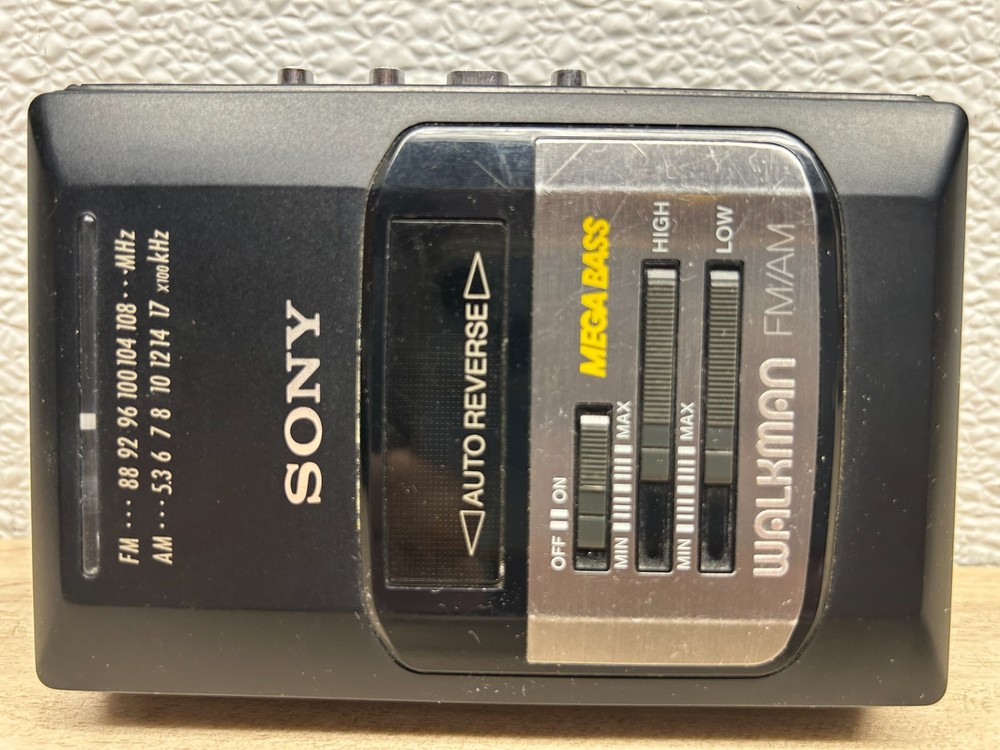 FM ··· 88 92 96 100 104 108 ··· MHz
AM ··· 5.3 6 7 8 10 12 14 17 x100 kHz
SONY
AUTO REVERSE
MEGA BASS
OFF ON
HIGH
MIN MAX
LOW
MIN MAX
WALKMAN FM/AM